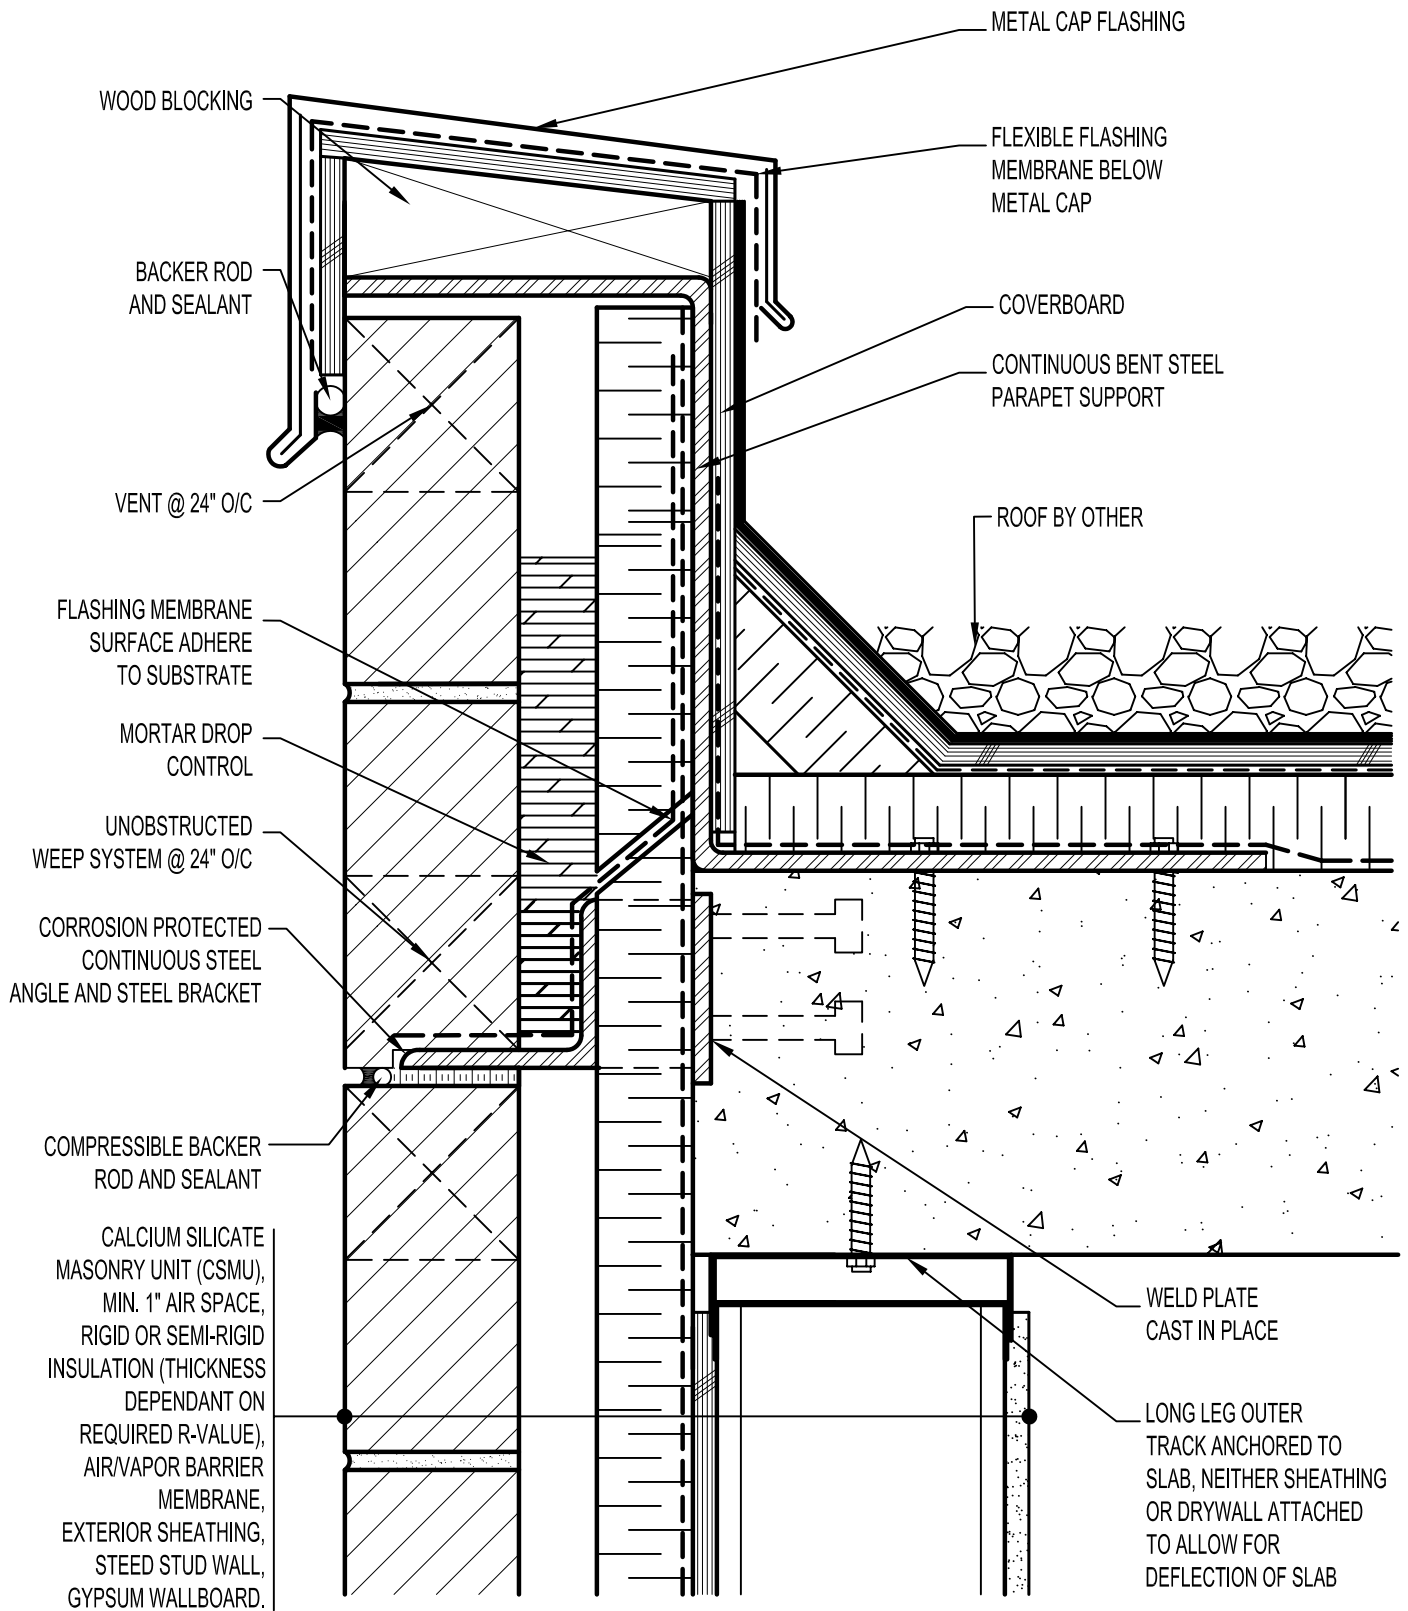 METAL CAP FLASHING
WOOD BLOCKING
FLEXIBLE FLASHING
MEMBRANE BELOW
METAL CAP
BACKER ROD
AND SEALANT
COVERBOARD
CONTINUOUS BENT STEEL
PARAPET SUPPORT
VENT @ 24" O/C
ROOF BY OTHER
FLASHING MEMBRANE
SURFACE ADHERE
TO SUBSTRATE
MORTAR DROP
CONTROL
UNOBSTRUCTED
WEEP SYSTEM @ 24" O/C
CORROSION PROTECTED
CONTINUOUS STEEL
ANGLE AND STEEL BRACKET
COMPRESSIBLE BACKER
ROD AND SEALANT
CALCIUM SILICATE
MASONRY UNIT (CSMU),
MIN. 1" AIR SPACE,
RIGID OR SEMI-RIGID
INSULATION (THICKNESS
DEPENDANT ON
REQUIRED R-VALUE),
AIR/VAPOR BARRIER
MEMBRANE,
EXTERIOR SHEATHING,
STEED STUD WALL,
GYPSUM WALLBOARD.
WELD PLATE
CAST IN PLACE
LONG LEG OUTER
TRACK ANCHORED TO
SLAB, NEITHER SHEATHING
OR DRYWALL ATTACHED
TO ALLOW FOR
DEFLECTION OF SLAB